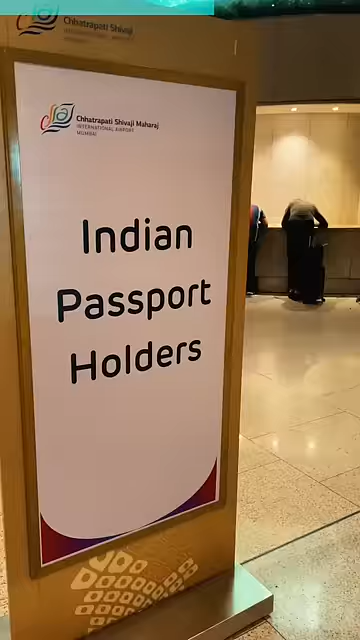 Chhatrapati Shivaji
Chhatrapati Shivaji Maharaj
INTERNATIONAL AIRPORT
MUMBAI
Indian
Passport
Holders